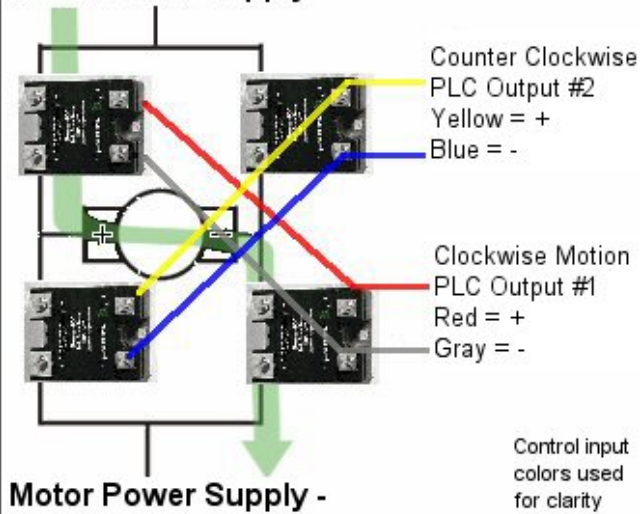 Counter Clockwise
PLC Output #2
Yellow = +
Blue = -
+
-
Clockwise Motion
PLC Output #1
Red = +
Gray = -
Control input
colors used
for clarity
Motor Power Supply -